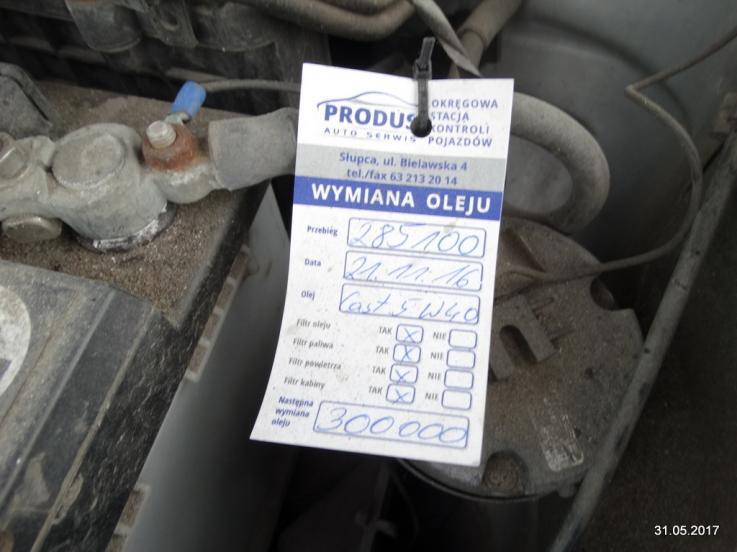 PRODUS
AUTO SERWIS
OKRĘGOWA
STACJA
KONTROLI
POJAZDÓW
Słupca, ul. Bielawska 4
tel./fax 63 213 20 14
WYMIANA OLEJU
Przebieg 285100
Data 21.11.16
Olej Cast 5W40
Filtr oleju TAK X NIE
Filtr paliwa TAK X NIE
Filtr powietrza TAK X NIE
Filtr kabiny TAK X NIE
Następna
wymiana
oleju 300000
31.05.2017